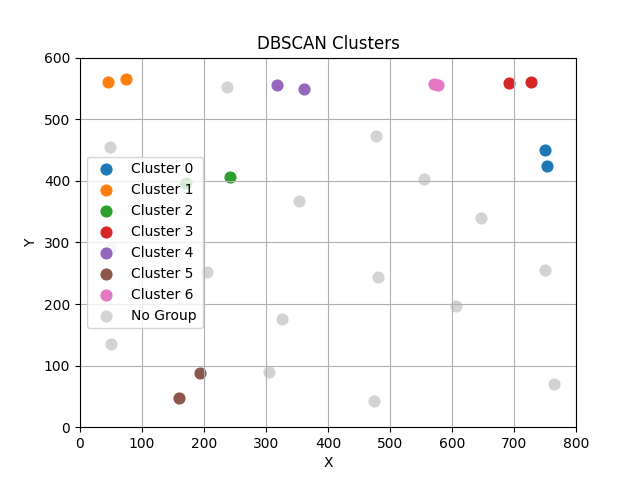 DBSCAN Clusters
600
500
400
300
200
100
0
Y
Cluster 0
Cluster 1
Cluster 2
Cluster 3
Cluster 4
Cluster 5
Cluster 6
No Group
0 100 200 300 400 500 600 700 800
X